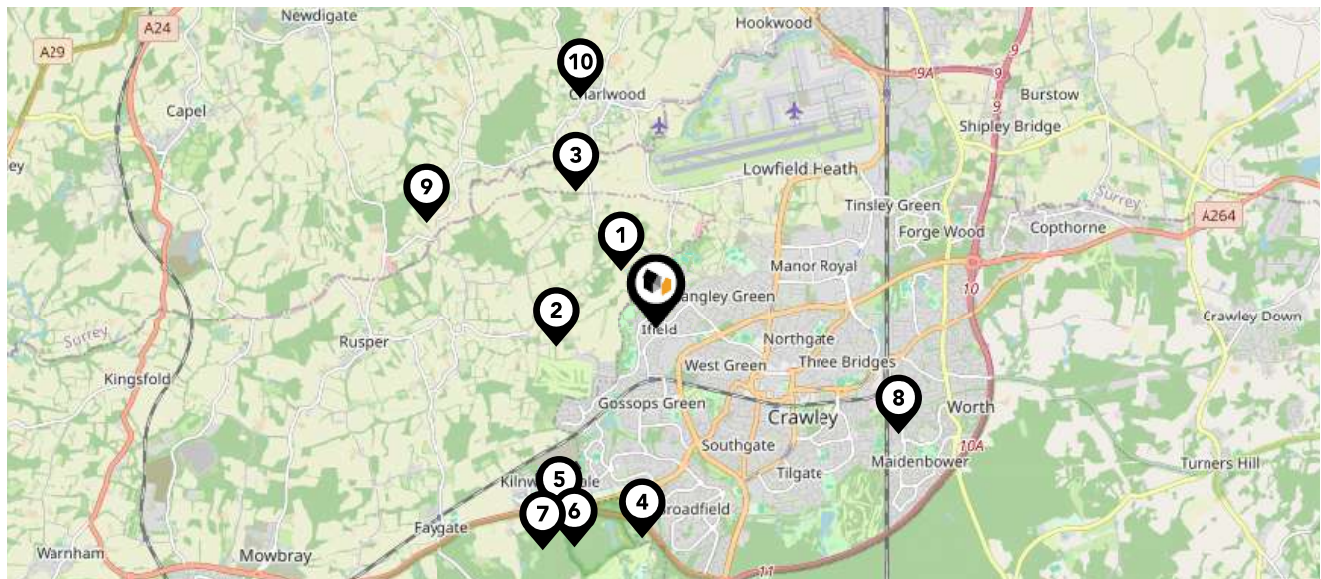 Newdigate
Hookwood
A24
A29
9
10
9A
9
Charlwood
Burstow
Capel
9
Shipley Bridge
3
Lowfield Heath
9
Surrey
Tinsley Green
A264
Forge Wood
Copthorne
1
Manor Royal
10
Langley Green
2
Crawley Down
Ifield
Surrey
Rusper
Northgate
West Green
Three Bridges
Kingsfold
8
Gossops Green
Worth
Crawley
Southgate
10A
Maidenbower
Turners Hill
5
Tilgate
7
6
4
Broadfield
Faygate
Warnham
Mowbray
11